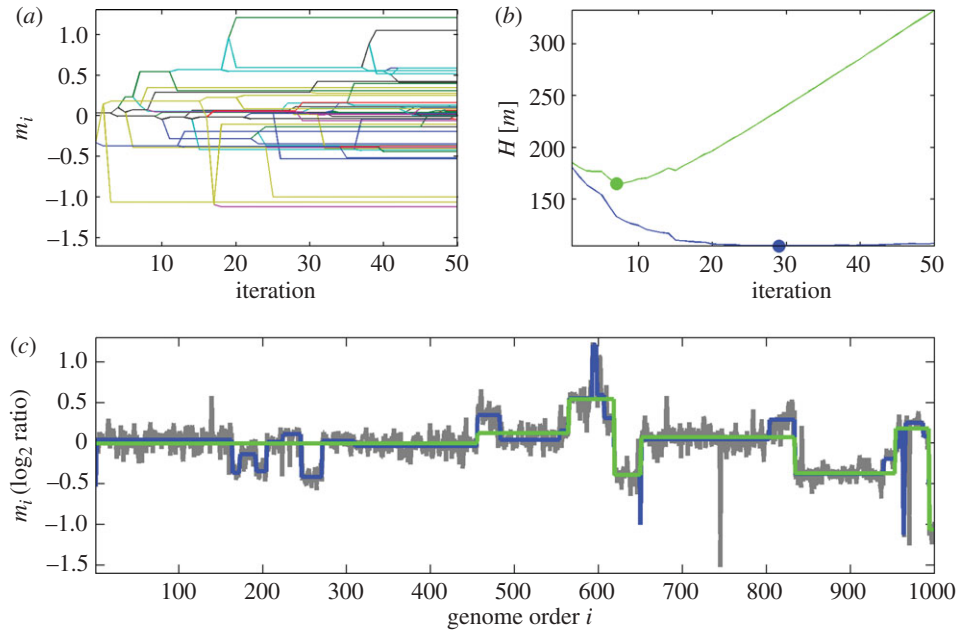 (a)
1.0
0.5
0
−0.5
−1.0
−1.5
m_i
10 20 30 40 50
iteration
(b)
300
250
200
150
H [m]
10 20 30 40 50
iteration
(c)
1.0
0.5
0
−0.5
−1.0
−1.5
m_i (log₂ ratio)
100 200 300 400 500 600 700 800 900 1000
genome order i